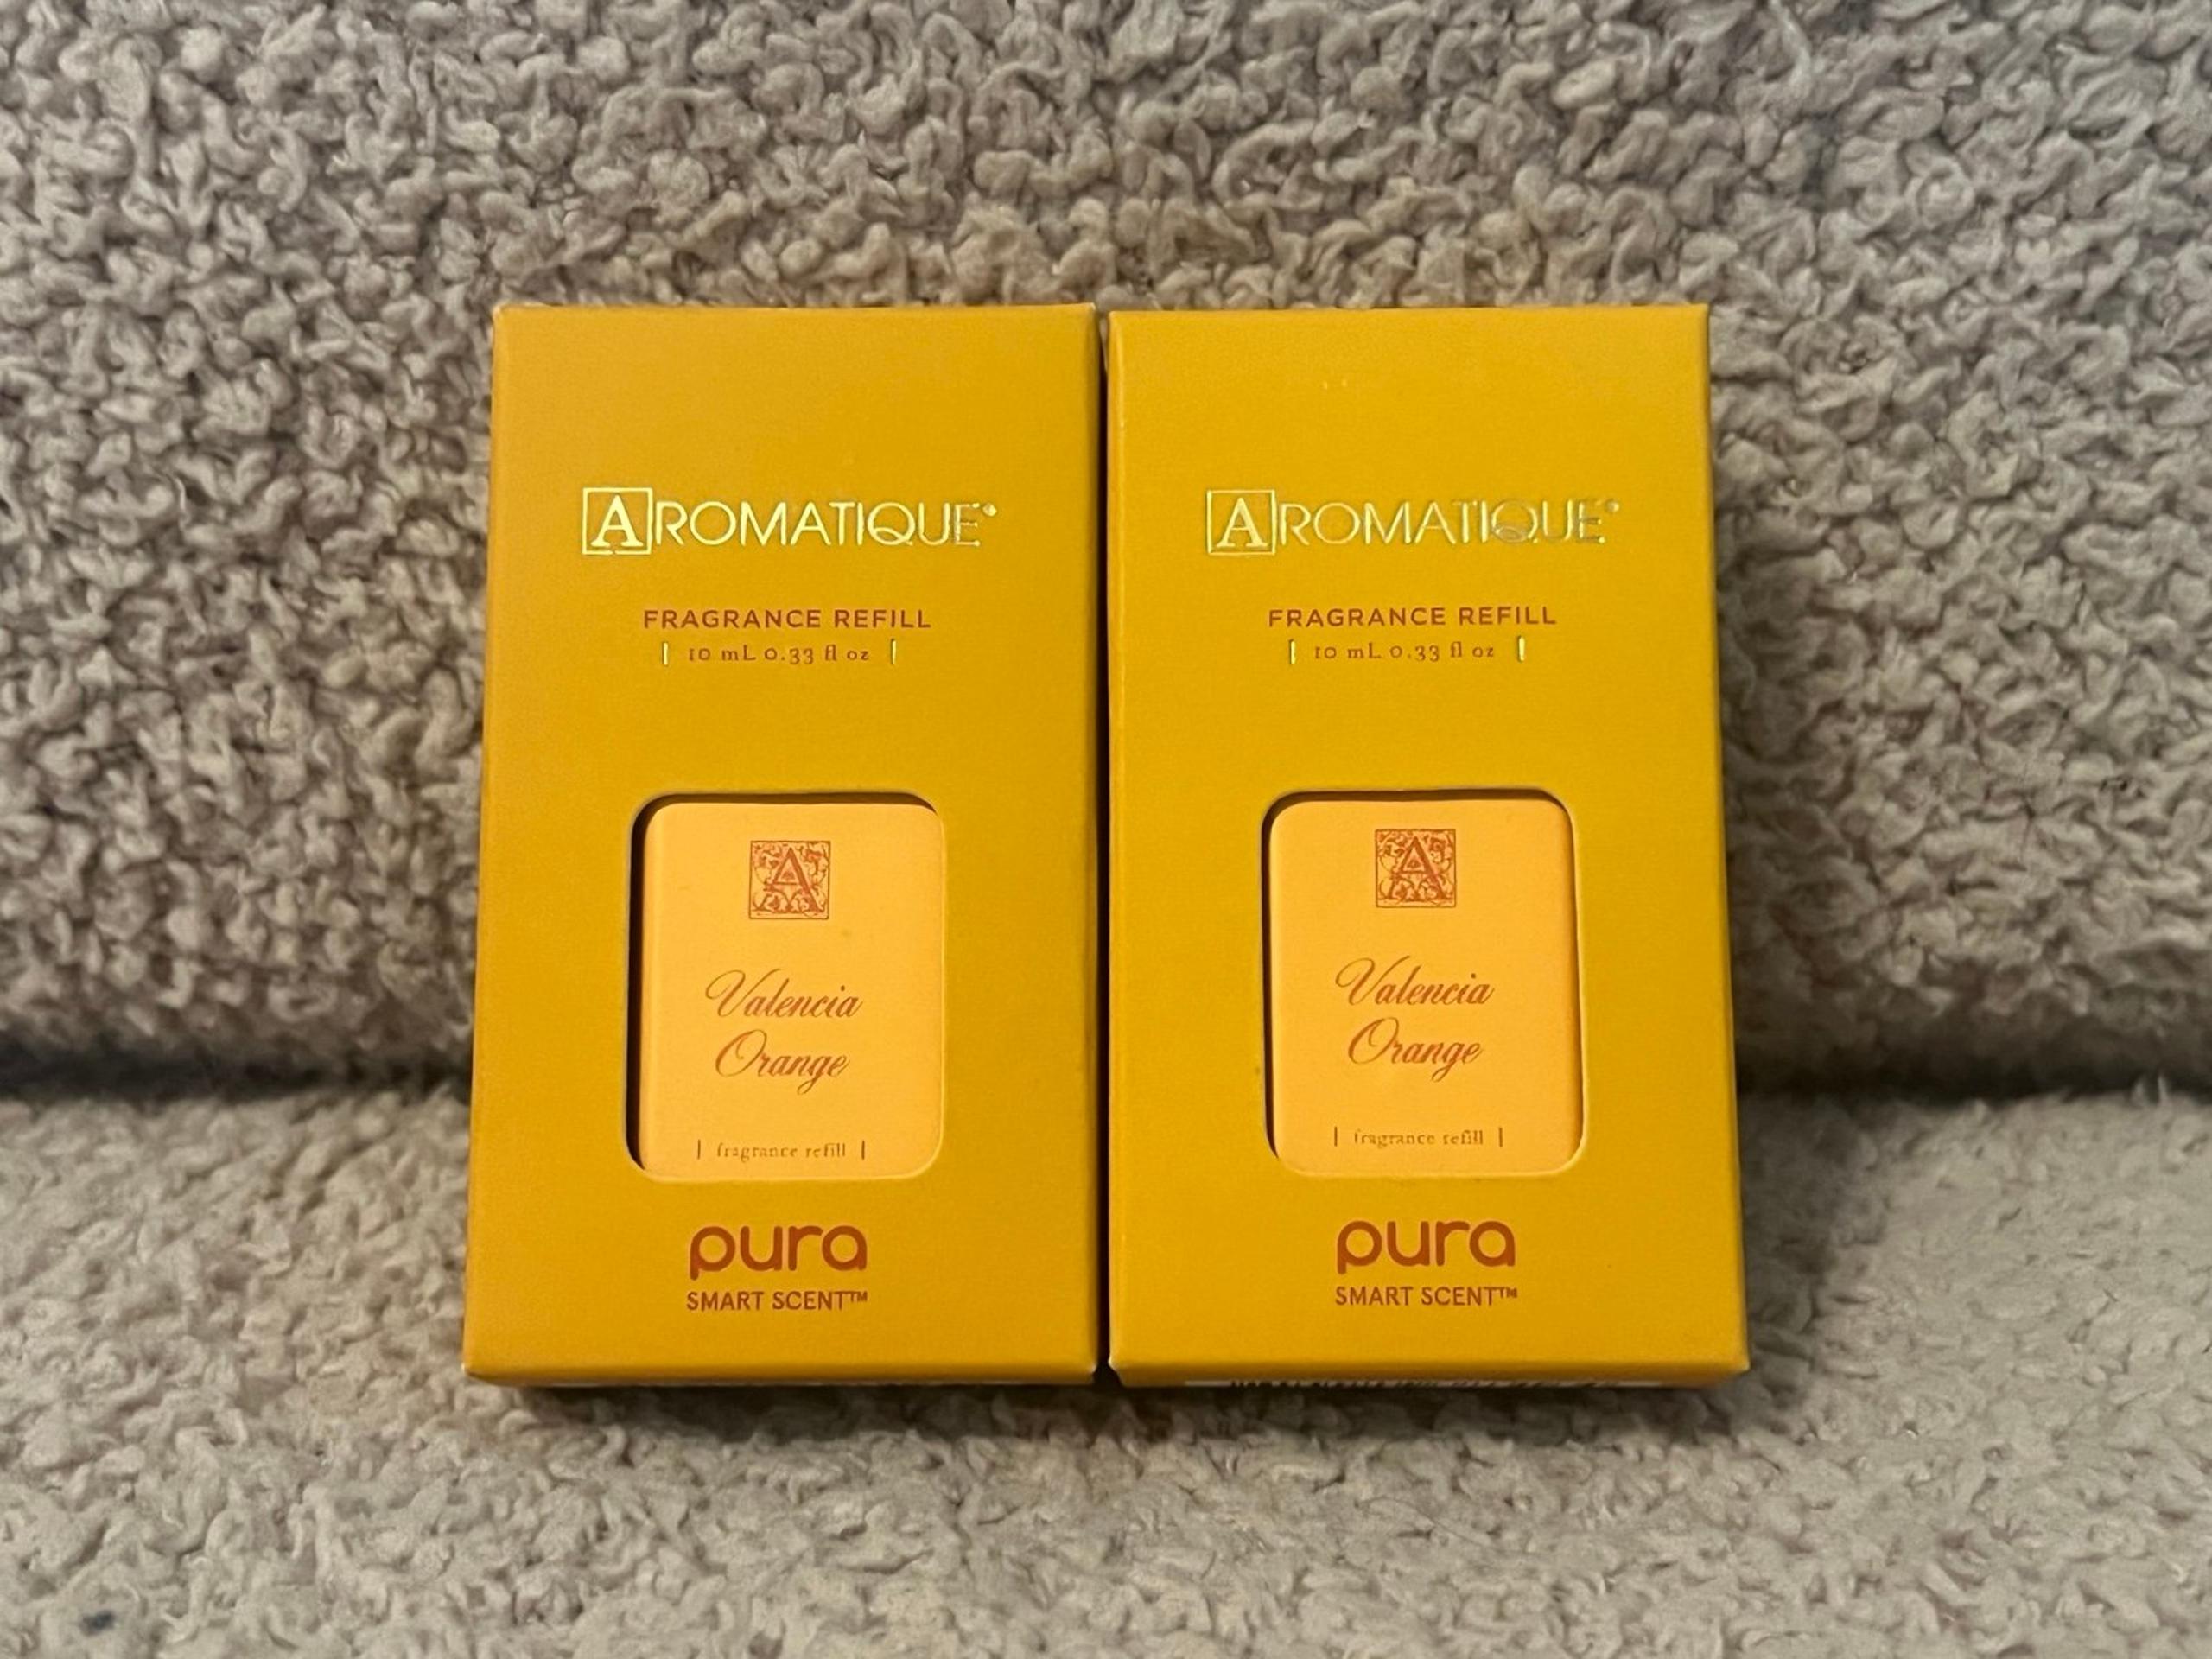 AROMATIQUE®
FRAGRANCE REFILL
| 10 mL 0.33 fl oz |
A
Valencia
Orange
| fragrance refill |
pura
SMART SCENT™
AROMATIQUE®
FRAGRANCE REFILL
| 10 mL 0.33 fl oz |
A
Valencia
Orange
| fragrance refill |
pura
SMART SCENT™